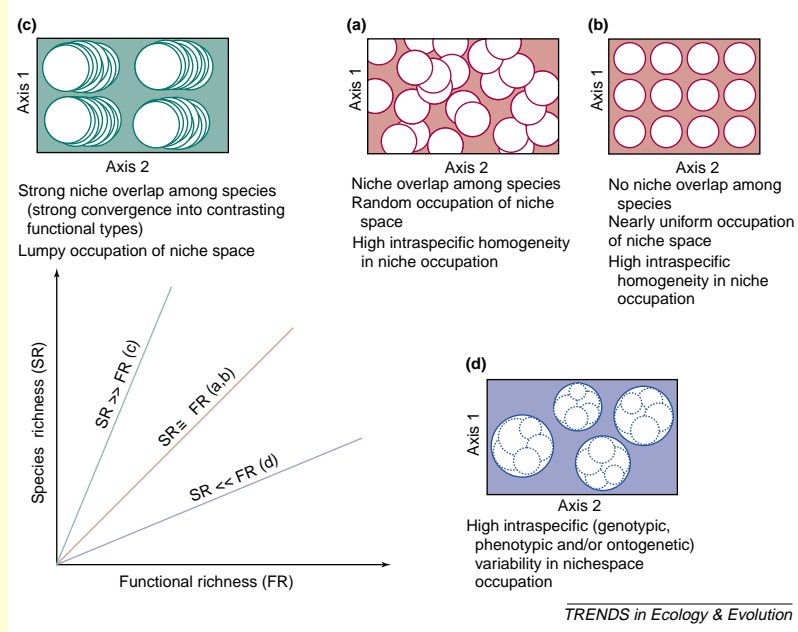 (c)
Axis 1
Axis 2
Strong niche overlap among species
(strong convergence into contrasting
functional types)
Lumpy occupation of niche space
(a)
Axis 1
Axis 2
Niche overlap among species
Random occupation of niche
space
High intraspecific homogeneity
in niche occupation
(b)
Axis 1
Axis 2
No niche overlap among
species
Nearly uniform occupation
of niche space
High intraspecific
homogeneity in niche
occupation
Species richness (SR)
SR >> FR (c)
SR ≅ FR (a,b)
SR << FR (d)
Functional richness (FR)
(d)
Axis 1
Axis 2
High intraspecific (genotypic,
phenotypic and/or ontogenetic)
variability in nichespace
occupation
TRENDS in Ecology & Evolution